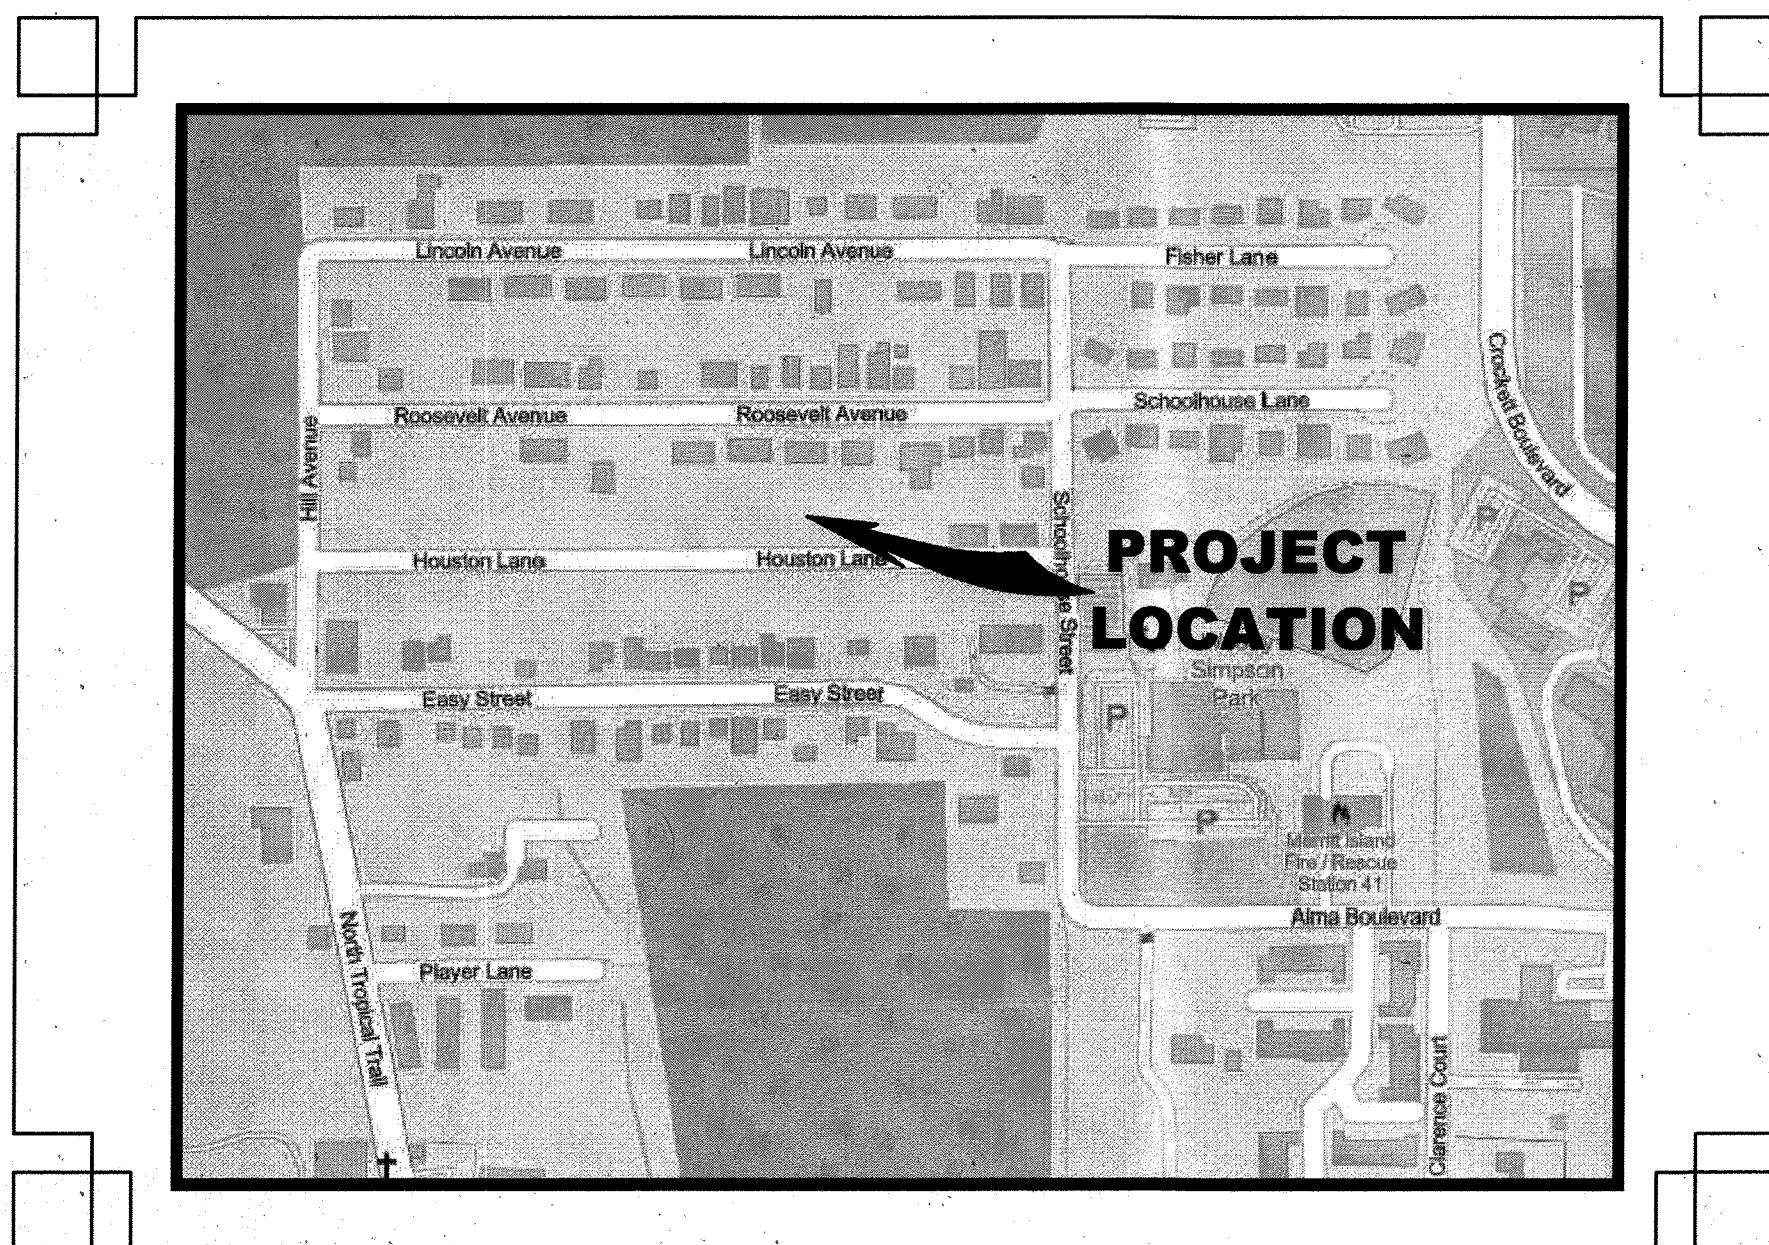 Lincoln Avenue
Lincoln Avenue
Fisher Lane
Crockett Boulevard
Roosevelt Avenue
Roosevelt Avenue
Schoolhouse Lane
Hill Avenue
Schoolhouse Street
P
PROJECT
Houston Lane
Houston Lane
P
LOCATION
Simpson
Park
Easy Street
Easy Street
P
P
Merritt Island
Fire / Rescue
Station 41
Alma Boulevard
North Tropical Trail
Player Lane
Clarence Court